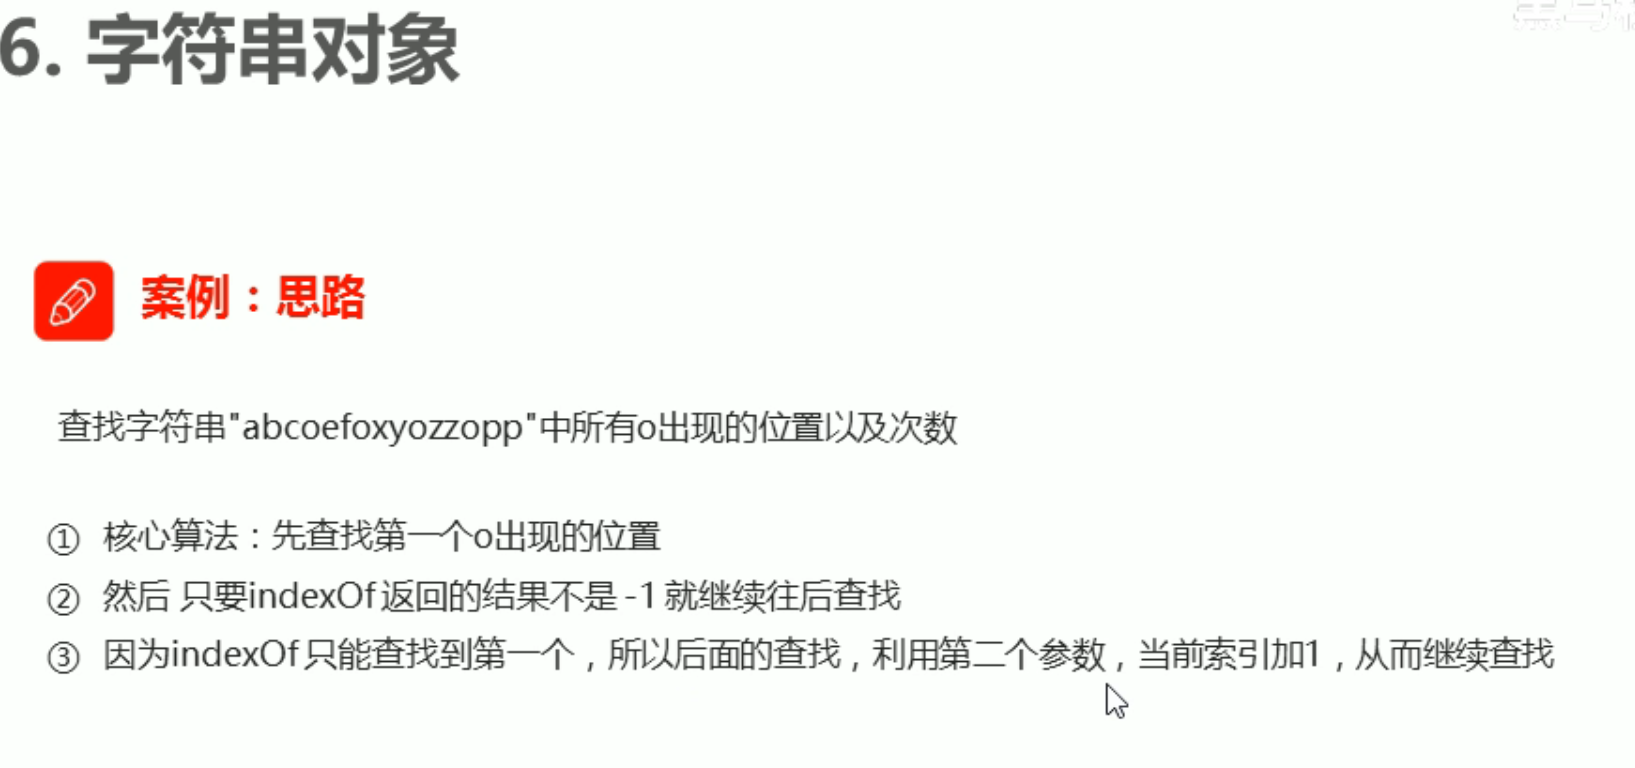 6. 字符串对象
案例：思路
查找字符串"abcoefoxyozzopp"中所有o出现的位置以及次数
① 核心算法：先查找第一个o出现的位置
② 然后 只要indexOf返回的结果不是 -1 就继续往后查找
③ 因为indexOf只能查找到第一个，所以后面的查找，利用第二个参数，当前索引加1，从而继续查找